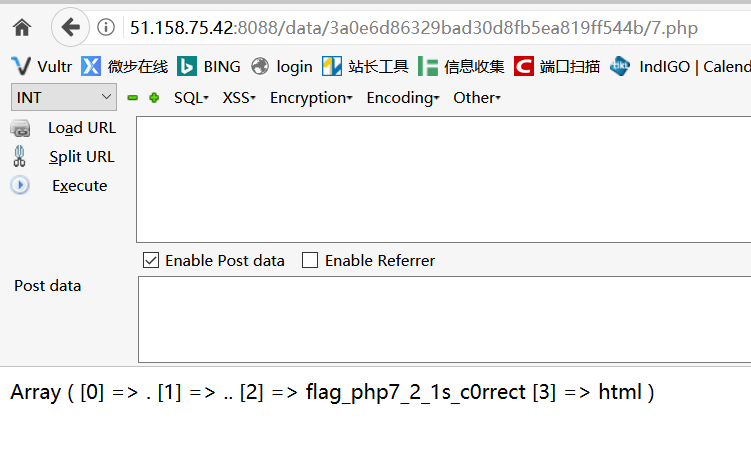 51.158.75.42:8088/data/3a0e6d86329bad30d8fb5ea819ff544b/7.php
Vultr 微步在线 BING login 站长工具 信息收集 端口扫描 IndIGO | Calend
INT SQL XSS Encryption Encoding Other
Load URL
Split URL
Execute
Enable Post data Enable Referrer
Post data
Array ( [0] => . [1] => .. [2] => flag_php7_2_1s_c0rrect [3] => html )